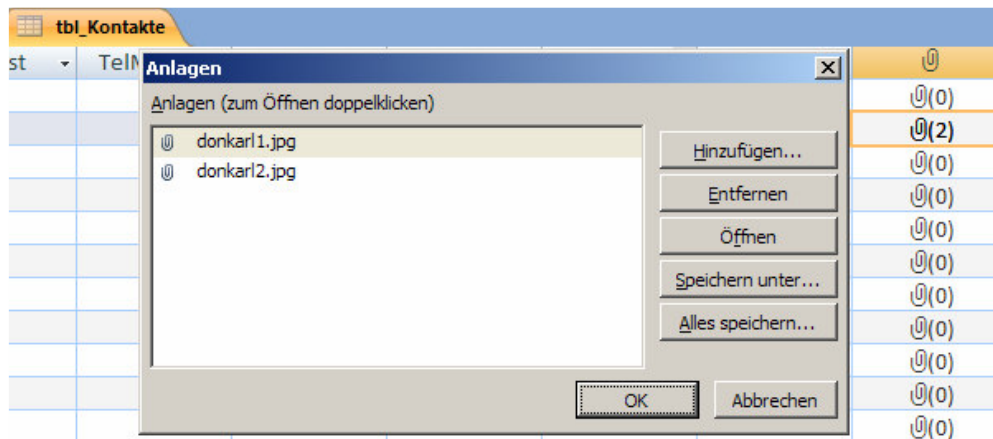 tbl_Kontakte
st
Anlagen
Anlagen (zum Öffnen doppelklicken)
donkarl1.jpg
donkarl2.jpg
Hinzufügen...
Entfernen
Öffnen
Speichern unter...
Alles speichern...
OK
Abbrechen
(0)
(2)
(0)
(0)
(0)
(0)
(0)
(0)
(0)
(0)
(0)